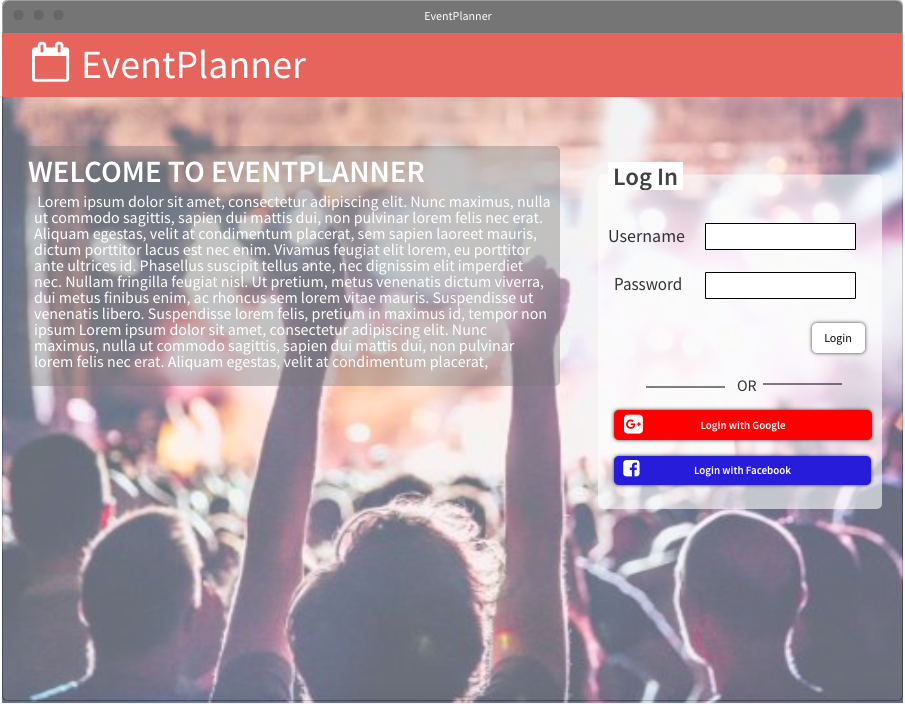 EventPlanner
EventPlanner
WELCOME TO EVENTPLANNER
Lorem ipsum dolor sit amet, consectetur adipiscing elit. Nunc maximus, nulla
ut commodo sagittis, sapien dui mattis dui, non pulvinar lorem felis nec erat.
Aliquam egestas, velit at condimentum placerat, sem sapien laoreet mauris,
dictum porttitor lacus est nec enim. Vivamus feugiat elit lorem, eu porttitor
ante ultrices id. Phasellus suscipit tellus ante, nec dignissim elit imperdiet
nec. Nullam fringilla feugiat nisl. Ut pretium, metus venenatis dictum viverra,
dui metus finibus enim, ac rhoncus sem lorem vitae mauris. Suspendisse ut
venenatis libero. Suspendisse lorem felis, pretium in maximus id, tempor non
ipsum Lorem ipsum dolor sit amet, consectetur adipiscing elit. Nunc
maximus, nulla ut commodo sagittis, sapien dui mattis dui, non pulvinar
lorem felis nec erat. Aliquam egestas, velit at condimentum placerat,
Log In
Username
Password
Login
OR
Login with Google
Login with Facebook